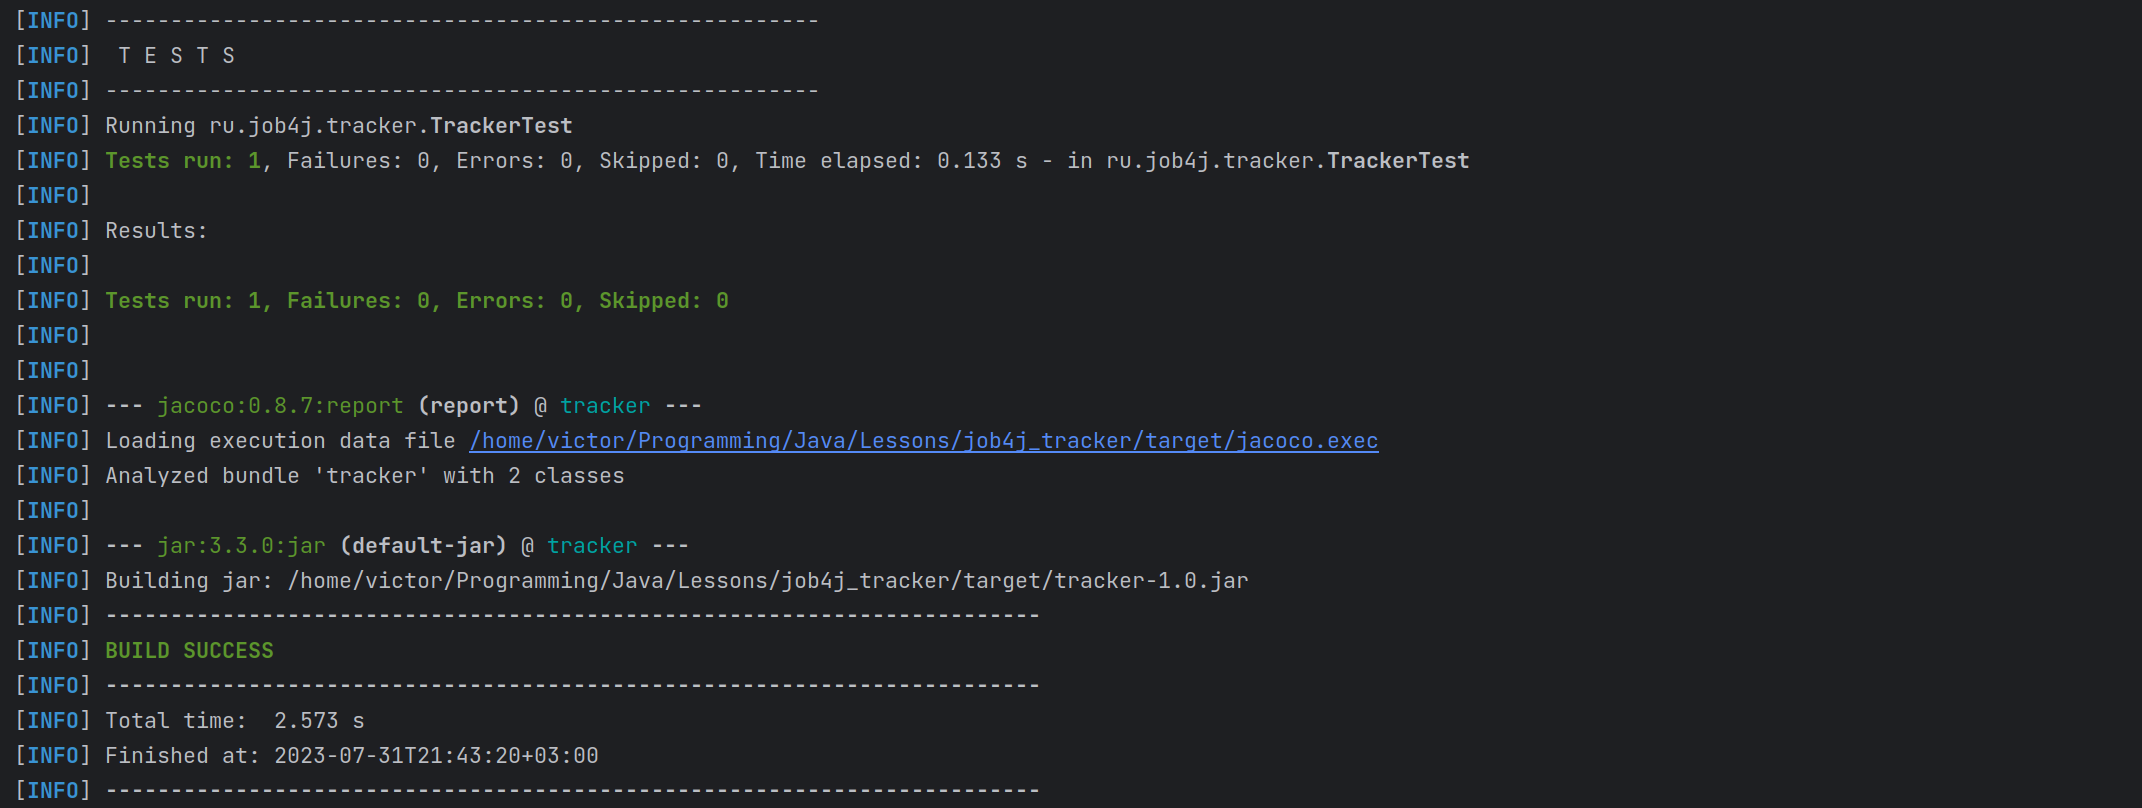 [INFO] -------------------------------------------------------
[INFO]  T E S T S
[INFO] -------------------------------------------------------
[INFO] Running ru.job4j.tracker.TrackerTest
[INFO] Tests run: 1, Failures: 0, Errors: 0, Skipped: 0, Time elapsed: 0.133 s - in ru.job4j.tracker.TrackerTest
[INFO]
[INFO] Results:
[INFO]
[INFO] Tests run: 1, Failures: 0, Errors: 0, Skipped: 0
[INFO]
[INFO]
[INFO] --- jacoco:0.8.7:report (report) @ tracker ---
[INFO] Loading execution data file /home/victor/Programming/Java/Lessons/job4j_tracker/target/jacoco.exec
[INFO] Analyzed bundle 'tracker' with 2 classes
[INFO]
[INFO] --- jar:3.3.0:jar (default-jar) @ tracker ---
[INFO] Building jar: /home/victor/Programming/Java/Lessons/job4j_tracker/target/tracker-1.0.jar
[INFO] ------------------------------------------------------------------------
[INFO] BUILD SUCCESS
[INFO] ------------------------------------------------------------------------
[INFO] Total time:  2.573 s
[INFO] Finished at: 2023-07-31T21:43:20+03:00
[INFO] ------------------------------------------------------------------------